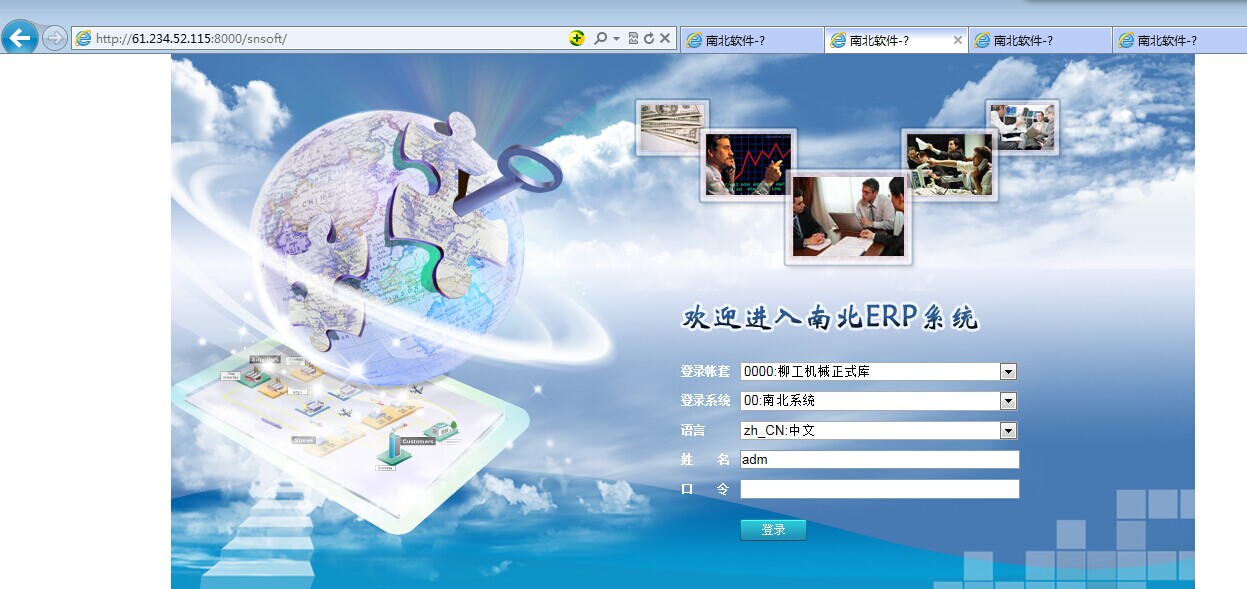 http://61.234.52.115:8000/snsoft/
南北软件-?
南北软件-?
南北软件-?
南北软件-?
欢迎进入南北ERP系统
登录帐套 0000:柳工机械正式库
登录系统 00:南北系统
语言 zh_CN:中文
姓 名 adm
口 令
登录
Customers